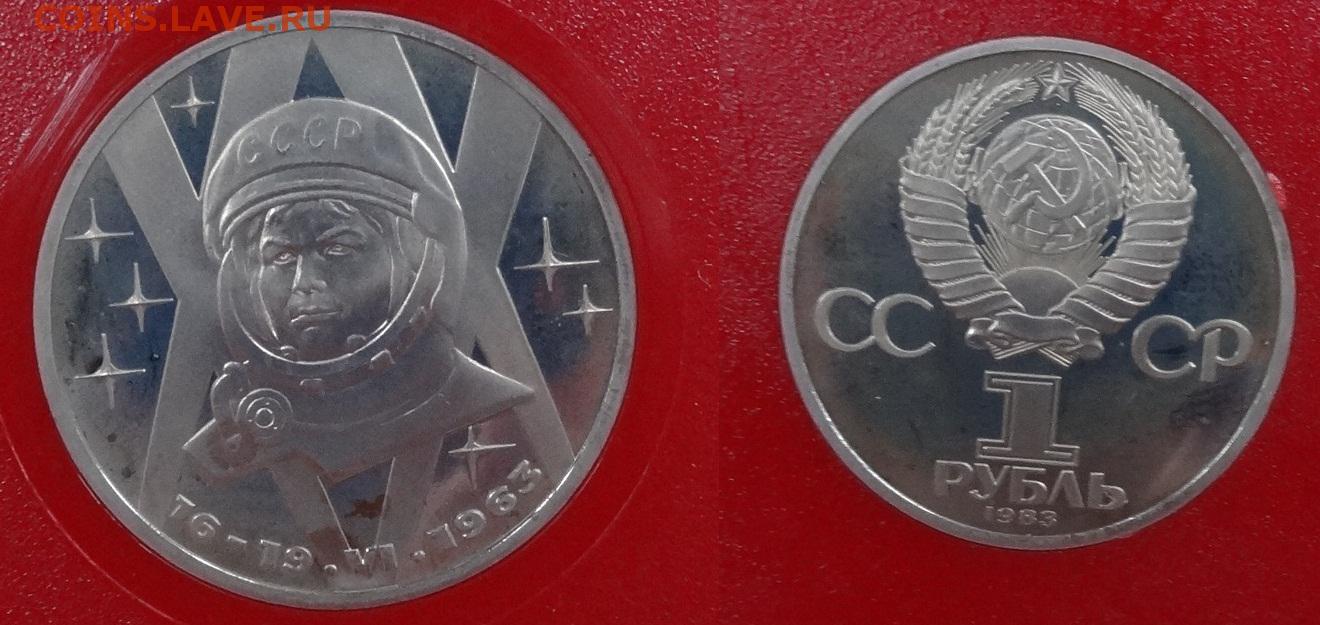 COINS.LAVE.RU
СССР
16-19.VI.1963
СС СР
1
РУБЛЬ
1983